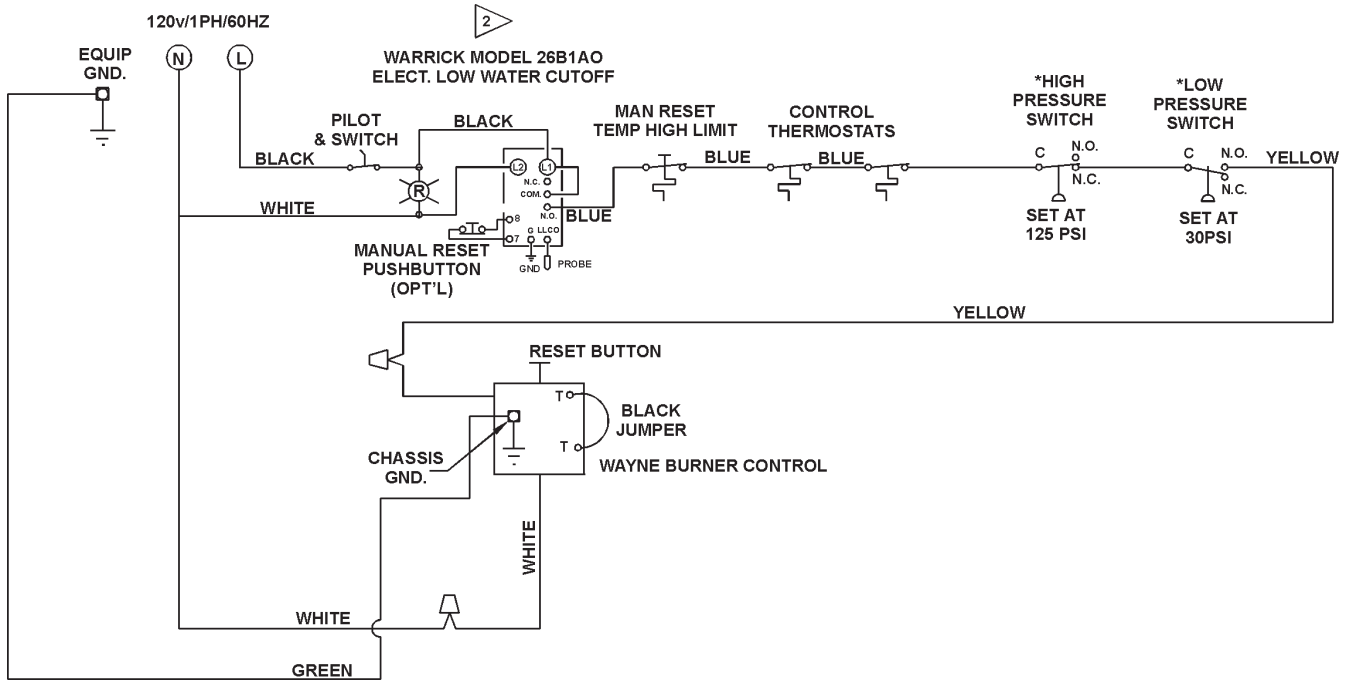 120v/1PH/60HZ
2
EQUIP
GND.
N
L
WARRICK MODEL 26B1AO
ELECT. LOW WATER CUTOFF
PILOT
& SWITCH
BLACK
BLACK
WHITE
R
L2
L1
N.C.
COM.
N.O.
8
7
G
LLCO
GND
PROBE
MANUAL RESET
PUSHBUTTON
(OPT'L)
BLUE
MAN RESET
TEMP HIGH LIMIT
BLUE
CONTROL
THERMOSTATS
BLUE
*HIGH
PRESSURE
SWITCH
C
N.O.
N.C.
SET AT
125 PSI
*LOW
PRESSURE
SWITCH
C
N.O.
N.C.
SET AT
30PSI
YELLOW
YELLOW
RESET BUTTON
T
T
BLACK
JUMPER
CHASSIS
GND.
WAYNE BURNER CONTROL
WHITE
WHITE
GREEN